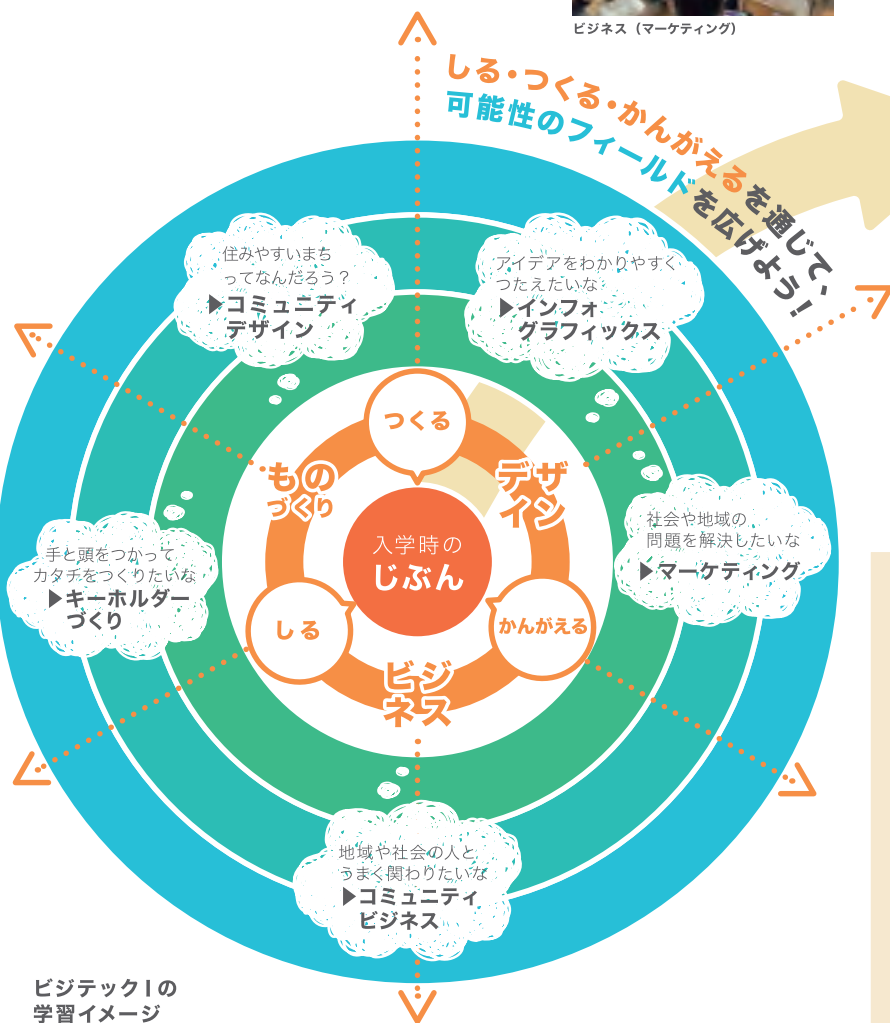 ビジネス（マーケティング）
しる・つくる・かんがえるを通じて、
可能性のフィールドを広げよう！
住みやすいまち
ってなんだろう？
▶コミュニティ
デザイン
アイデアをわかりやすく
つたえたいな
▶インフォ
グラフィックス
つくる
もの
づくり
デザ
イン
入学時の
じぶん
社会や地域の
問題を解決したいな
▶マーケティング
手と頭をつかって
カタチをつくりたいな
▶キーホルダー
づくり
しる
かんがえる
ビジ
ネス
地域や社会の人と
うまく関わりたいな
▶コミュニティ
ビジネス
ビジテックⅠの
学習イメージ